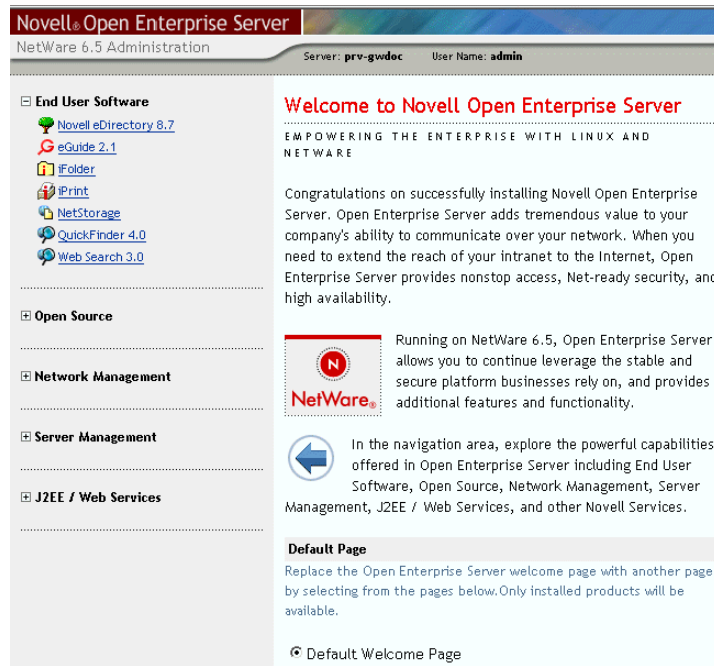 Novell® Open Enterprise Server
NetWare 6.5 Administration
Server: prv-gwdoc User Name: admin
End User Software
Novell eDirectory 8.7
eGuide 2.1
iFolder
iPrint
NetStorage
QuickFinder 4.0
Web Search 3.0
Open Source
Network Management
Server Management
J2EE / Web Services
Welcome to Novell Open Enterprise Server
EMPOWERING THE ENTERPRISE WITH LINUX AND
NETWARE
Congratulations on successfully installing Novell Open Enterprise
Server. Open Enterprise Server adds tremendous value to your
company's ability to communicate over your network. When you
need to extend the reach of your intranet to the Internet, Open
Enterprise Server provides nonstop access, Net-ready security, and
high availability.
N
NetWare®
Running on NetWare 6.5, Open Enterprise Server
allows you to continue leverage the stable and
secure platform businesses rely on, and provides
additional features and functionality.
In the navigation area, explore the powerful capabilities
offered in Open Enterprise Server including End User
Software, Open Source, Network Management, Server
Management, J2EE / Web Services, and other Novell Services.
Default Page
Replace the Open Enterprise Server welcome page with another page
by selecting from the pages below.Only installed products will be
available.
Default Welcome Page